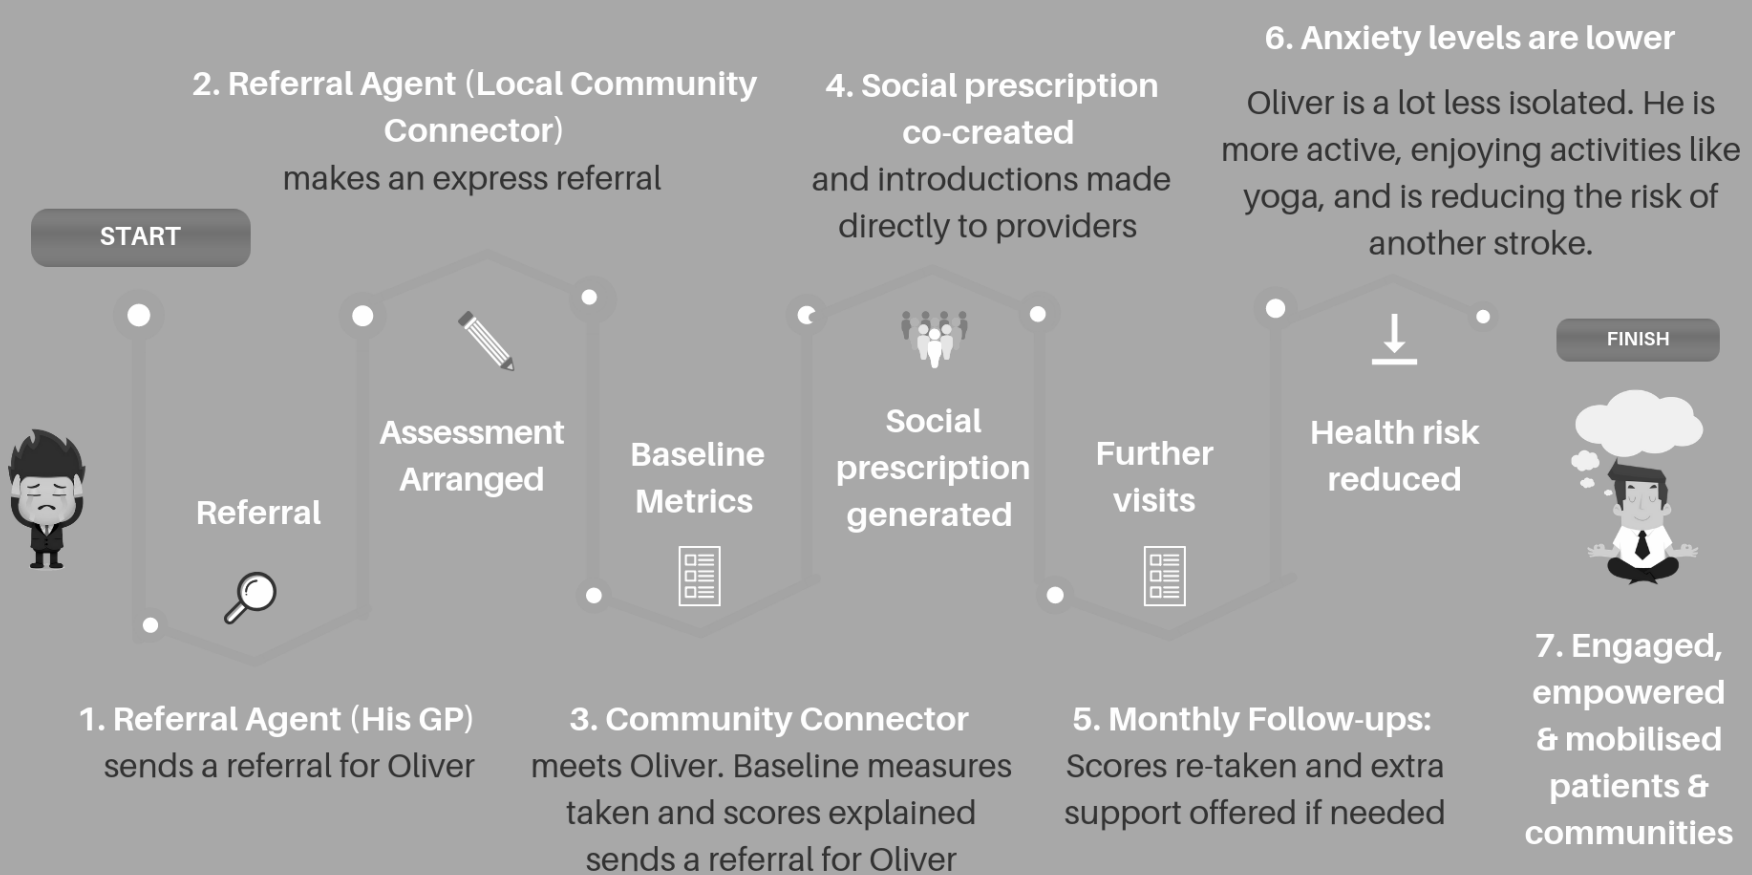 START
1. Referral Agent (His GP)
sends a referral for Oliver
Referral
2. Referral Agent (Local Community
Connector)
makes an express referral
Assessment
Arranged
3. Community Connector
meets Oliver. Baseline measures
taken and scores explained
sends a referral for Oliver
Baseline
Metrics
4. Social prescription
co-created
and introductions made
directly to providers
Social
prescription
generated
5. Monthly Follow-ups:
Scores re-taken and extra
support offered if needed
Further
visits
6. Anxiety levels are lower
Oliver is a lot less isolated. He is
more active, enjoying activities like
yoga, and is reducing the risk of
another stroke.
Health risk
reduced
FINISH
7. Engaged,
empowered
& mobilised
patients &
communities